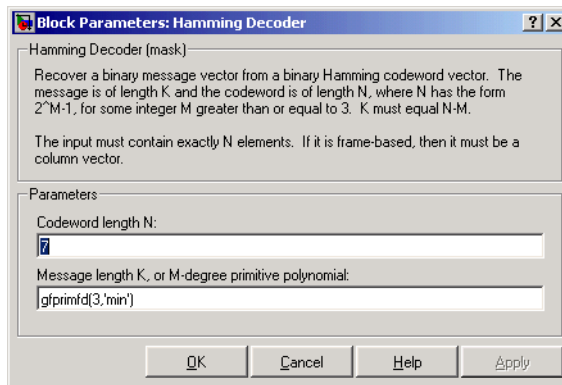 Block Parameters: Hamming Decoder
Hamming Decoder (mask)
Recover a binary message vector from a binary Hamming codeword vector.  The
message is of length K and the codeword is of length N, where N has the form
2^M-1, for some integer M greater than or equal to 3.  K must equal N-M.
The input must contain exactly N elements.  If it is frame-based, then it must be a
column vector.
Parameters
Codeword length N:
7
Message length K, or M-degree primitive polynomial:
gfprimfd(3,'min')
OK Cancel Help Apply